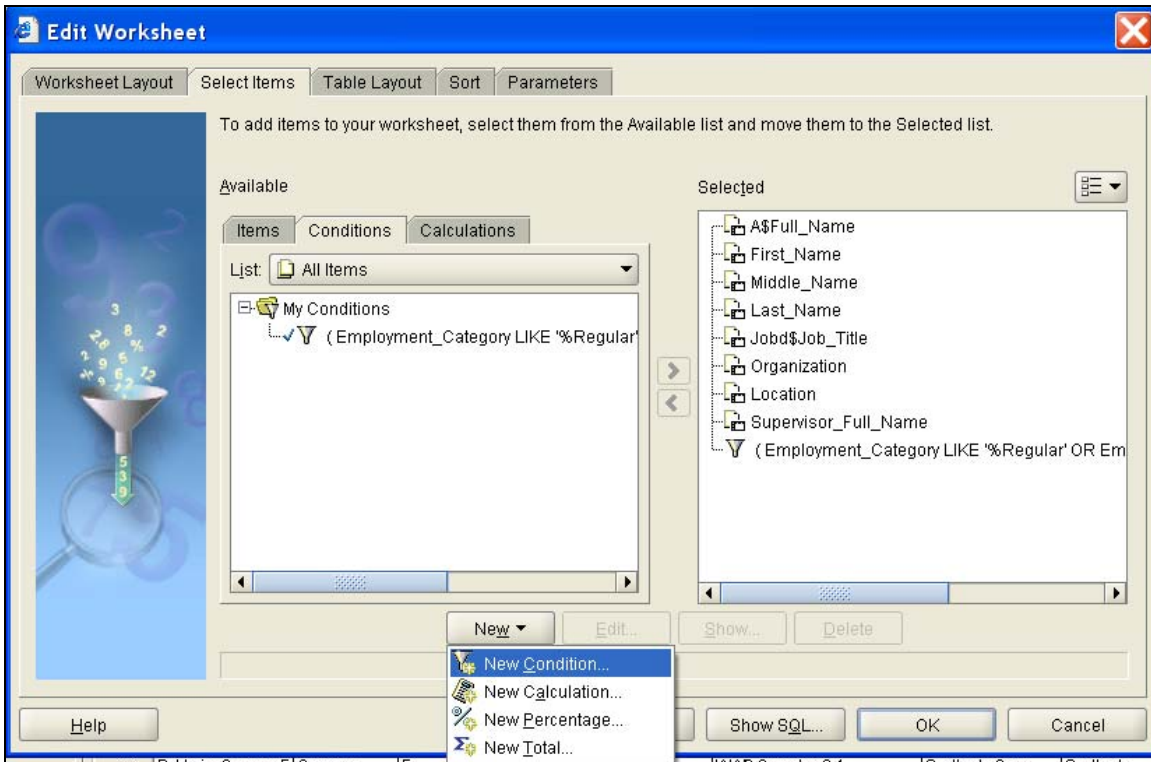 Edit Worksheet
Worksheet Layout Select Items Table Layout Sort Parameters
To add items to your worksheet, select them from the Available list and move them to the Selected list.
Available Selected
Items Conditions Calculations
List: All Items
My Conditions
( Employment_Category LIKE '%Regular'
A$Full_Name
First_Name
Middle_Name
Last_Name
Jobd$Job_Title
Organization
Location
Supervisor_Full_Name
( Employment_Category LIKE '%Regular' OR Em
New Edit... Show... Delete
New Condition...
New Calculation...
New Percentage...
New Total...
Help Show SQL... OK Cancel